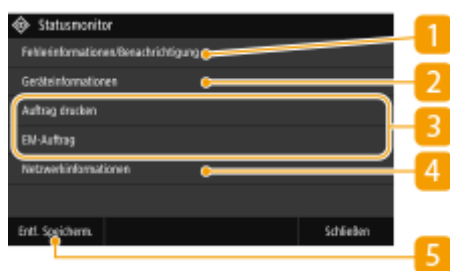 Statusmonitor
1
Fehlerinformationen/Benachrichtigung
Geräteinformationen
2
Auftrag drucken
3
EM-Auftrag
Netzwerkinformationen
4
Entf. Speicherm.
Schließen
5